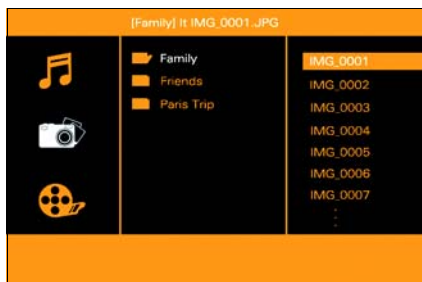 [Family] It IMG_0001.JPG
Family
Friends
Paris Trip
IMG_0001
IMG_0002
IMG_0003
IMG_0004
IMG_0005
IMG_0006
IMG_0007